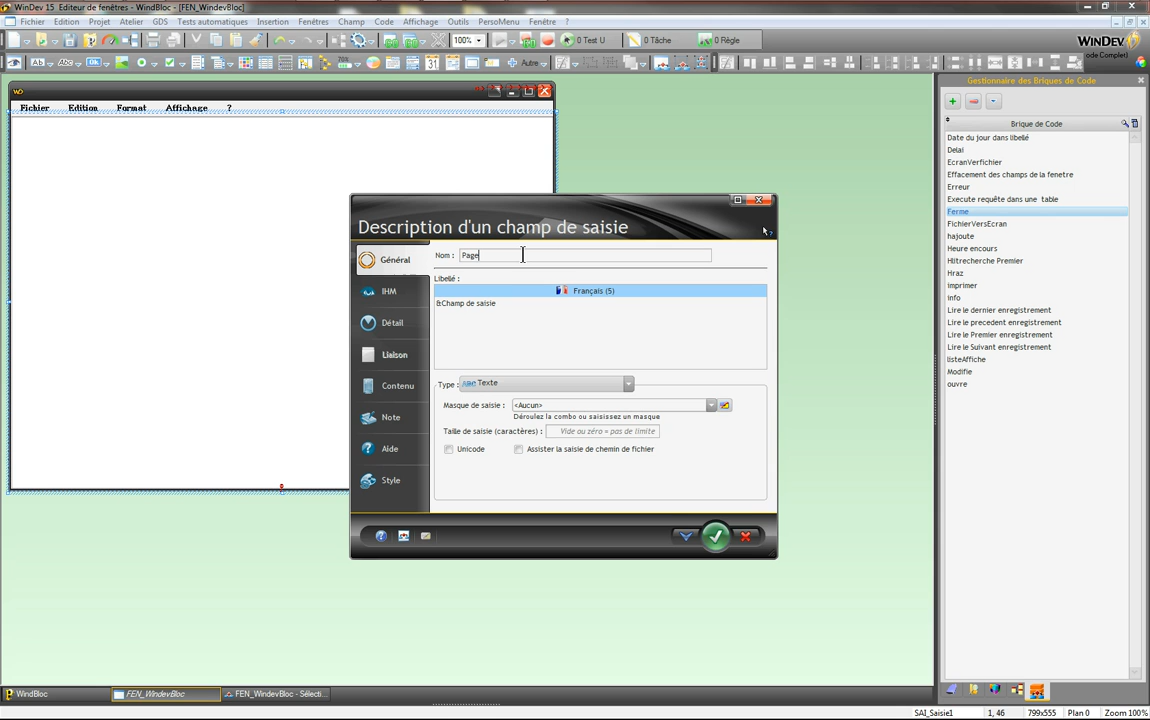 WinDev 15  Editeur de fenêtres - WindBloc - [FEN_WindevBloc]
Fichier Edition Projet Atelier GDS Tests automatiques Insertion Fenêtres Champ Code Affichage Outils PersoMenu Fenêtre ?
100% 0 Test U 0 Tâche 0 Règle
WINDEV
Autre
Gestionnaire des Briques de Code
Fichier Edition Format Affichage ?
Brique de Code
Date du jour dans libellé
Delai
EcranVerfichier
Effacement des champs de la fenetre
Erreur
Execute requête dans une table
Ferme
FichierVersEcran
hajoute
Heure encours
Hlitrecherche Premier
Hraz
imprimer
info
Lire le dernier enregistrement
Lire le precedent enregistrement
Lire le Premier enregistrement
Lire le Suivant enregistrement
listeAffiche
Modifie
ouvre
Description d'un champ de saisie
Général
IHM
Détail
Liaison
Contenu
Note
Aide
Style
Nom : Page
Libellé :
Français (5)
&Champ de saisie
Type : ABC Texte
Masque de saisie : <Aucun>
Déroulez la combo ou saisissez un masque
Taille de saisie (caractères) : Vide ou zéro = pas de limite
Unicode Assister la saisie de chemin de fichier
WindBloc FEN_WindevBloc FEN_WindevBloc - Sélecti...
SAI_Saisie1 1, 46 799x555 Plan 0 Zoom 100%